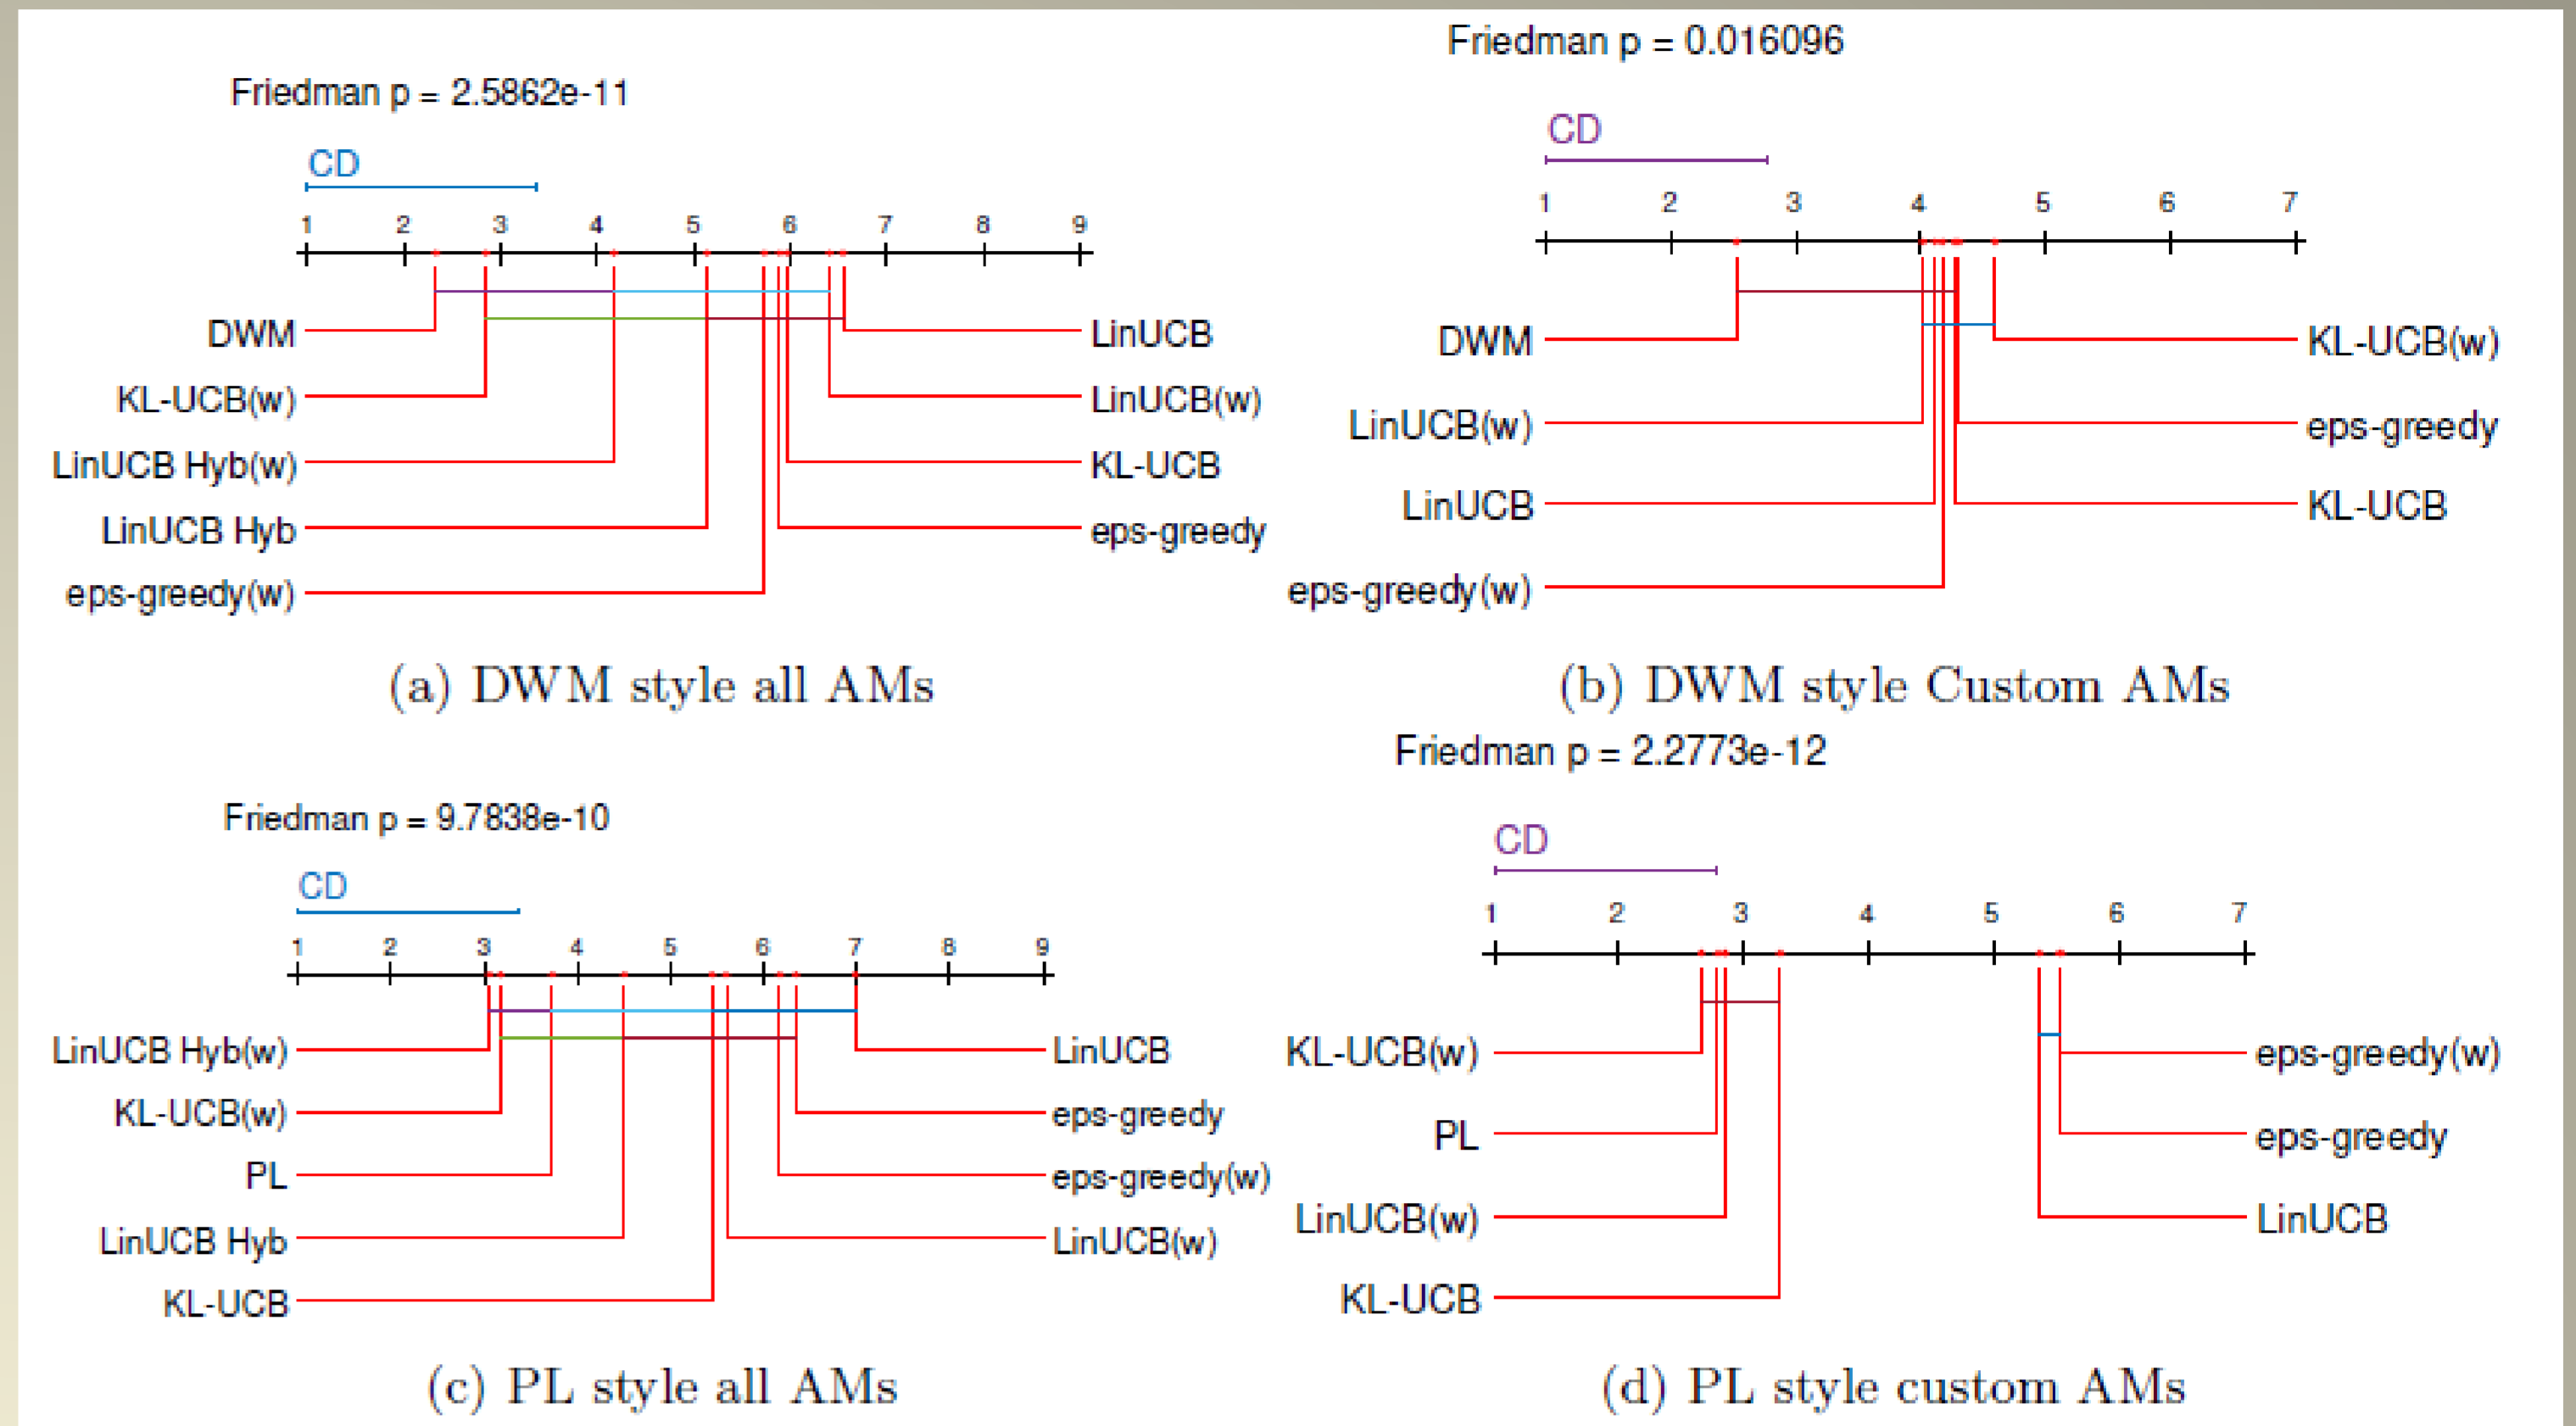 Friedman p = 2.5862e-11
CD
1 2 3 4 5 6 7 8 9
DWM
KL-UCB(w)
LinUCB Hyb(w)
LinUCB Hyb
eps-greedy(w)
LinUCB
LinUCB(w)
KL-UCB
eps-greedy
(a) DWM style all AMs
Friedman p = 0.016096
CD
1 2 3 4 5 6 7
DWM
LinUCB(w)
LinUCB
eps-greedy(w)
KL-UCB(w)
eps-greedy
KL-UCB
(b) DWM style Custom AMs
Friedman p = 9.7838e-10
CD
1 2 3 4 5 6 7 8 9
LinUCB Hyb(w)
KL-UCB(w)
PL
LinUCB Hyb
KL-UCB
LinUCB
eps-greedy
eps-greedy(w)
LinUCB(w)
(c) PL style all AMs
Friedman p = 2.2773e-12
CD
1 2 3 4 5 6 7
KL-UCB(w)
PL
LinUCB(w)
KL-UCB
eps-greedy(w)
eps-greedy
LinUCB
(d) PL style custom AMs